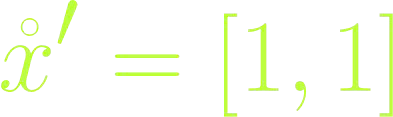 x̊′ = [1, 1]